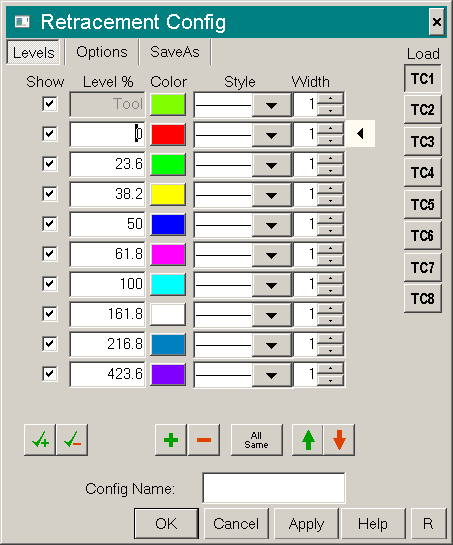 Retracement Config
Levels Options SaveAs
Load
Show Level % Color Style Width
Tool 1
0 1
23.6 1
38.2 1
50 1
61.8 1
100 1
161.8 1
216.8 1
423.6 1
TC1
TC2
TC3
TC4
TC5
TC6
TC7
TC8
All
Same
Config Name:
OK Cancel Apply Help R